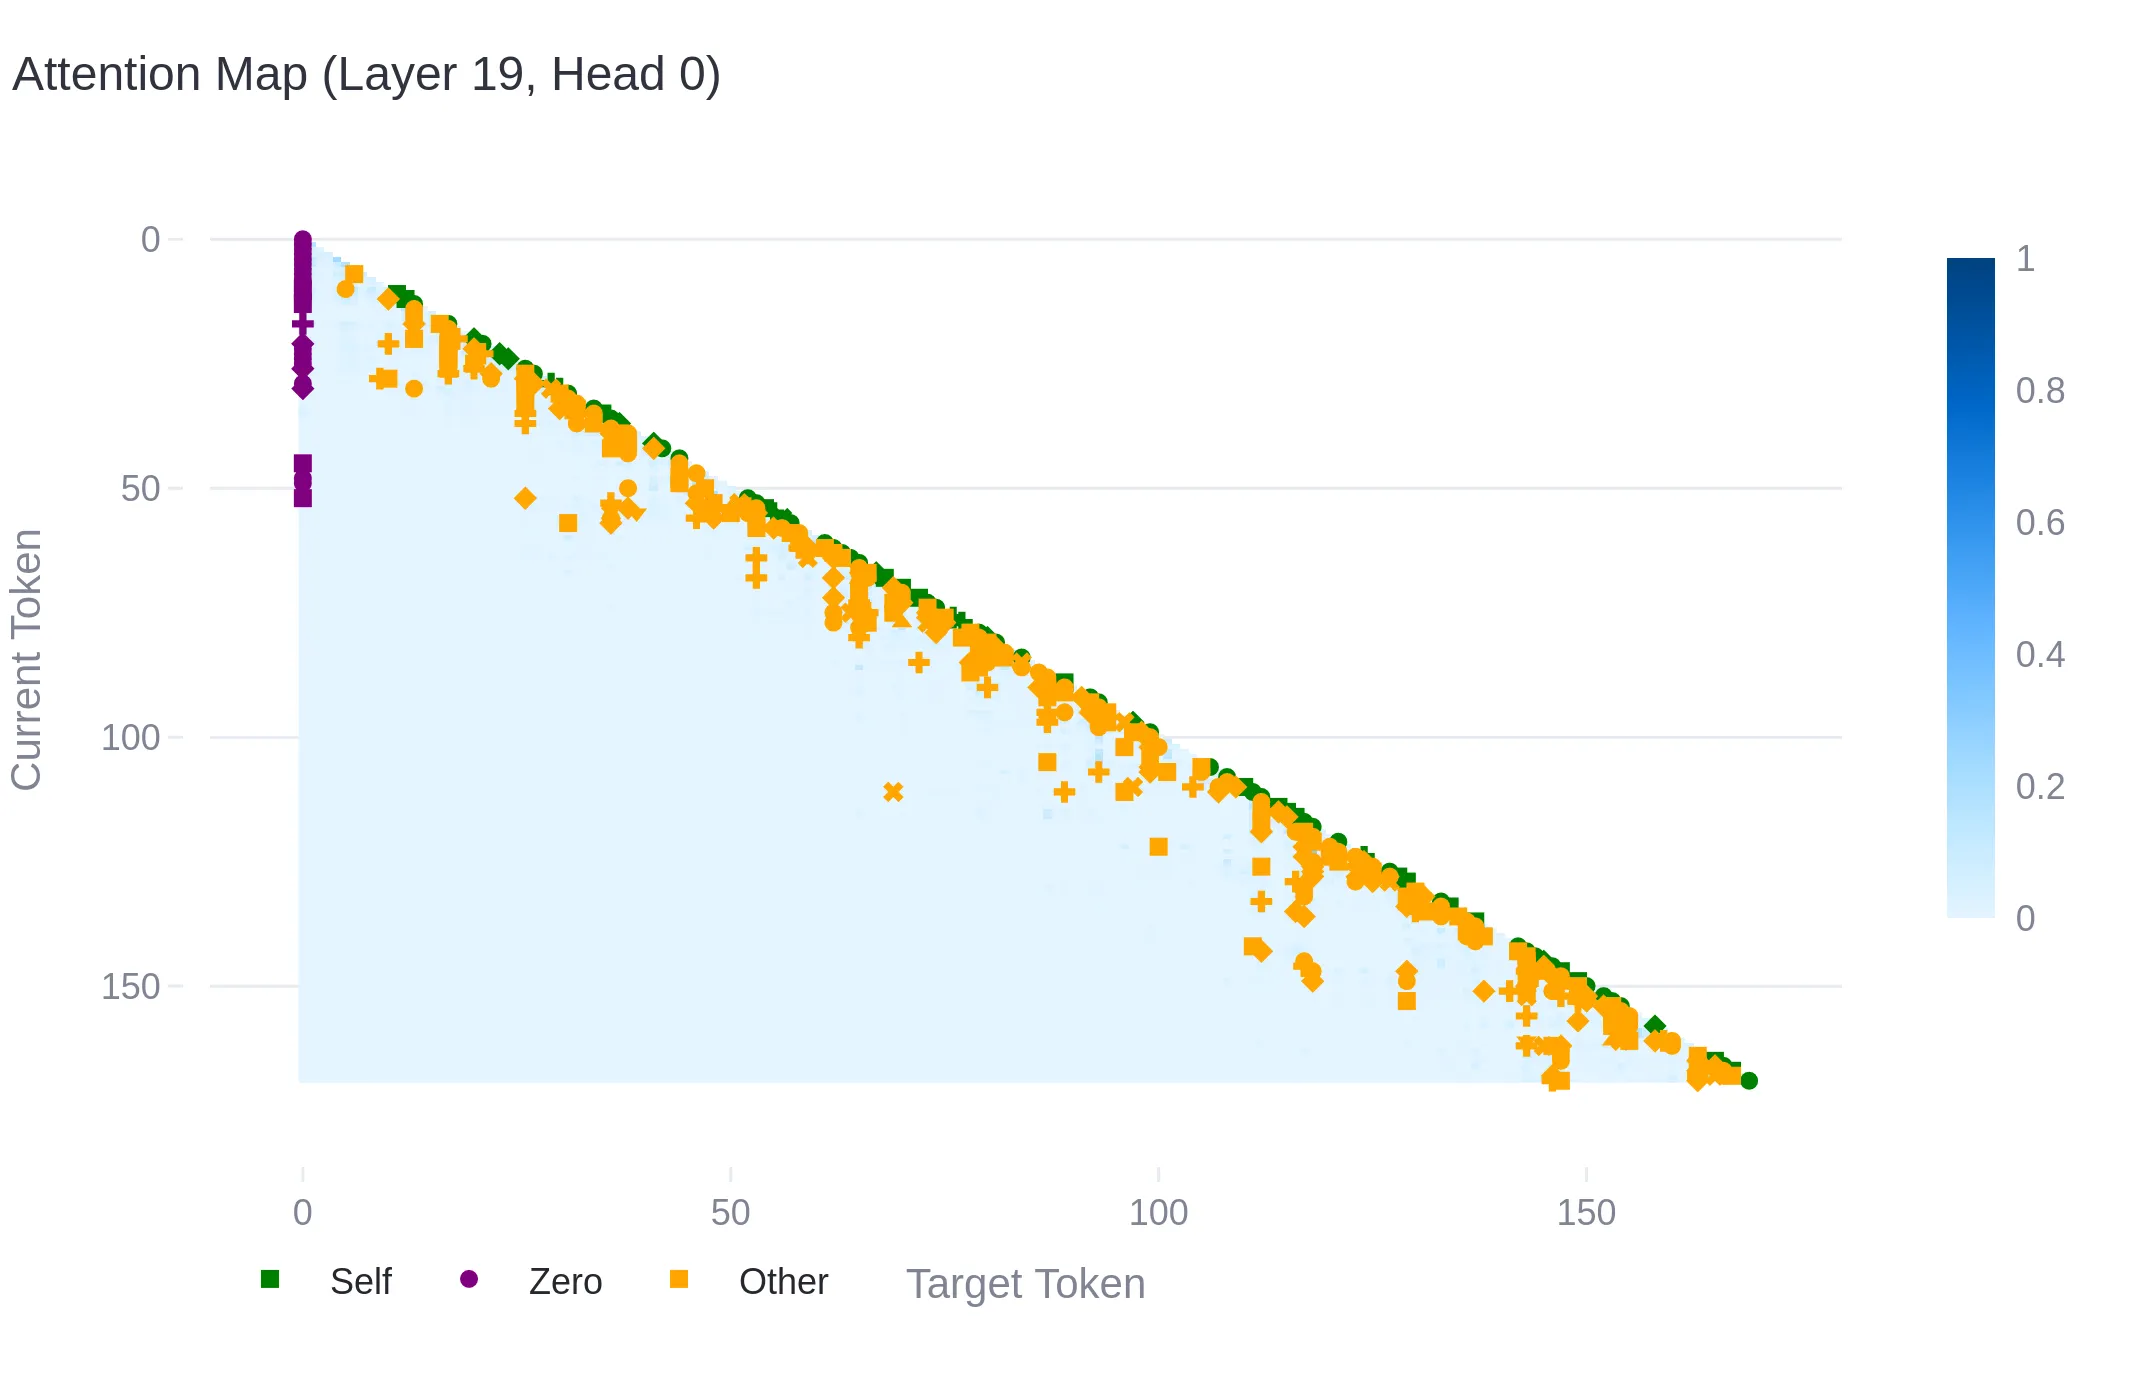 Attention Map (Layer 19, Head 0)
0
50
100
150
Current Token
0
50
100
150
Target Token
Self
Zero
Other
1
0.8
0.6
0.4
0.2
0